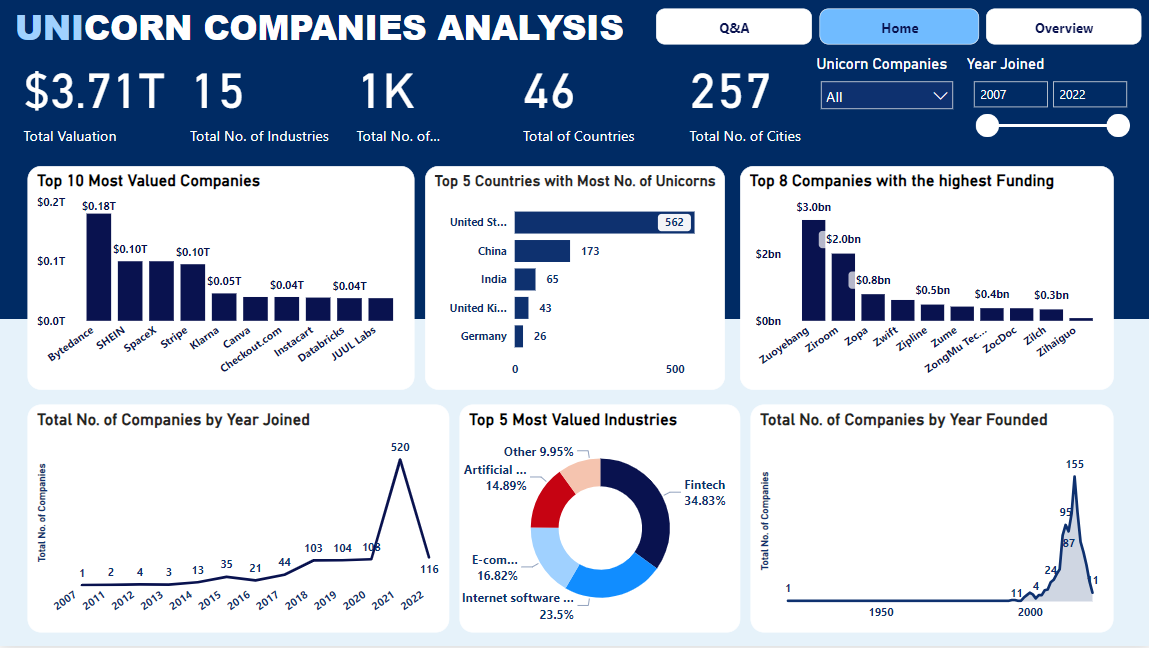 UNICORN COMPANIES ANALYSIS
Q&A
Home
Overview
$3.71T
Total Valuation
15
Total No. of Industries
1K
Total No. of...
46
Total of Countries
257
Total No. of Cities
Unicorn Companies
All
Year Joined
2007
2022
Top 10 Most Valued Companies
$0.2T
$0.1T
$0.0T
$0.18T
$0.10T
$0.10T
$0.05T
$0.04T
$0.04T
Bytedance
SHEIN
SpaceX
Stripe
Klarna
Canva
Checkout.com
Instacart
Databricks
JUUL Labs
Top 5 Countries with Most No. of Unicorns
United St...
562
China
173
India
65
United Ki...
43
Germany
26
0
500
Top 8 Companies with the highest Funding
$2bn
$0bn
$3.0bn
$2.0bn
$0.8bn
$0.5bn
$0.4bn
$0.3bn
Zuoyebang
Ziroom
Zopa
Zwift
Zipline
Zume
ZongMu Tec...
ZocDoc
Zilch
Zihaiguo
Total No. of Companies by Year Joined
Total No. of Companies
1
2
4
3
13
35
21
44
103
104
108
520
116
2007
2011
2012
2013
2014
2015
2016
2017
2018
2019
2020
2021
2022
Top 5 Most Valued Industries
Other 9.95%
Artificial ...
14.89%
Fintech
34.83%
E-com...
16.82%
Internet software ...
23.5%
Total No. of Companies by Year Founded
Total No. of Companies
1
11
4
24
95
87
155
11
1950
2000